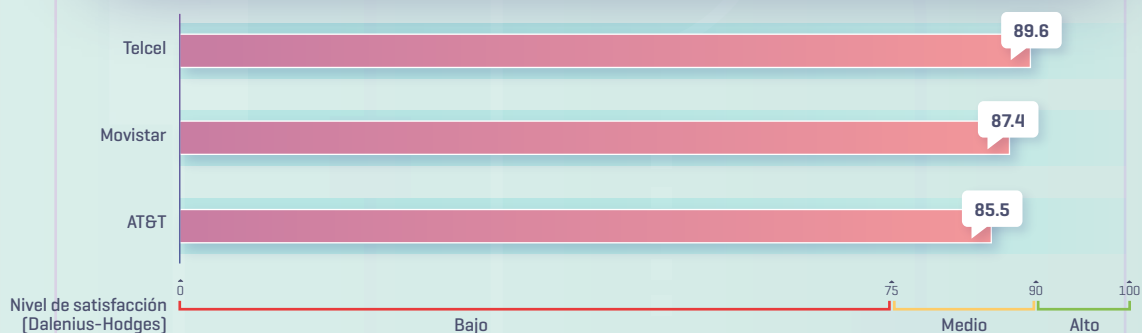 Telcel
89.6
Movistar
87.4
AT&T
85.5
0 75 90 100
Nivel de satisfacción
[Dalenius-Hodges]
Bajo Medio Alto